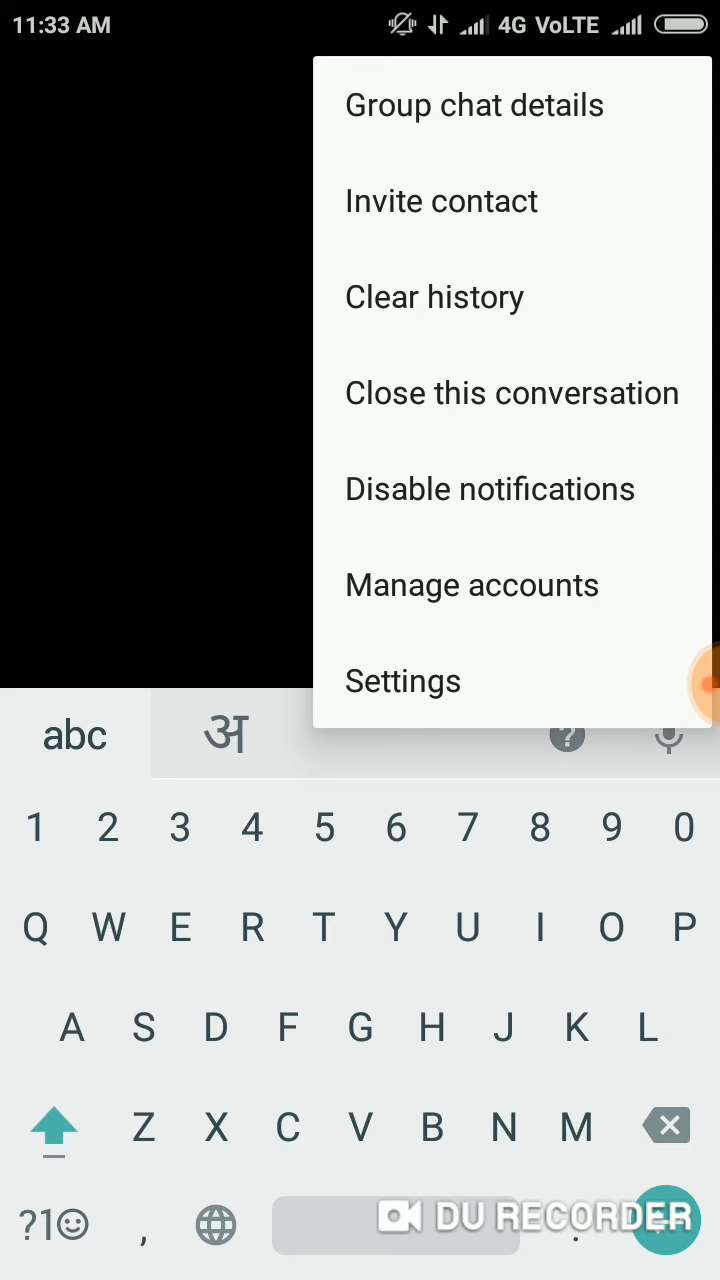 11:33 AM 4G VoLTE
Group chat details
Invite contact
Clear history
Close this conversation
Disable notifications
Manage accounts
Settings
abc अ ?
1 2 3 4 5 6 7 8 9 0
Q W E R T Y U I O P
A S D F G H J K L
Z X C V B N M
?1 , .
DU RECORDER